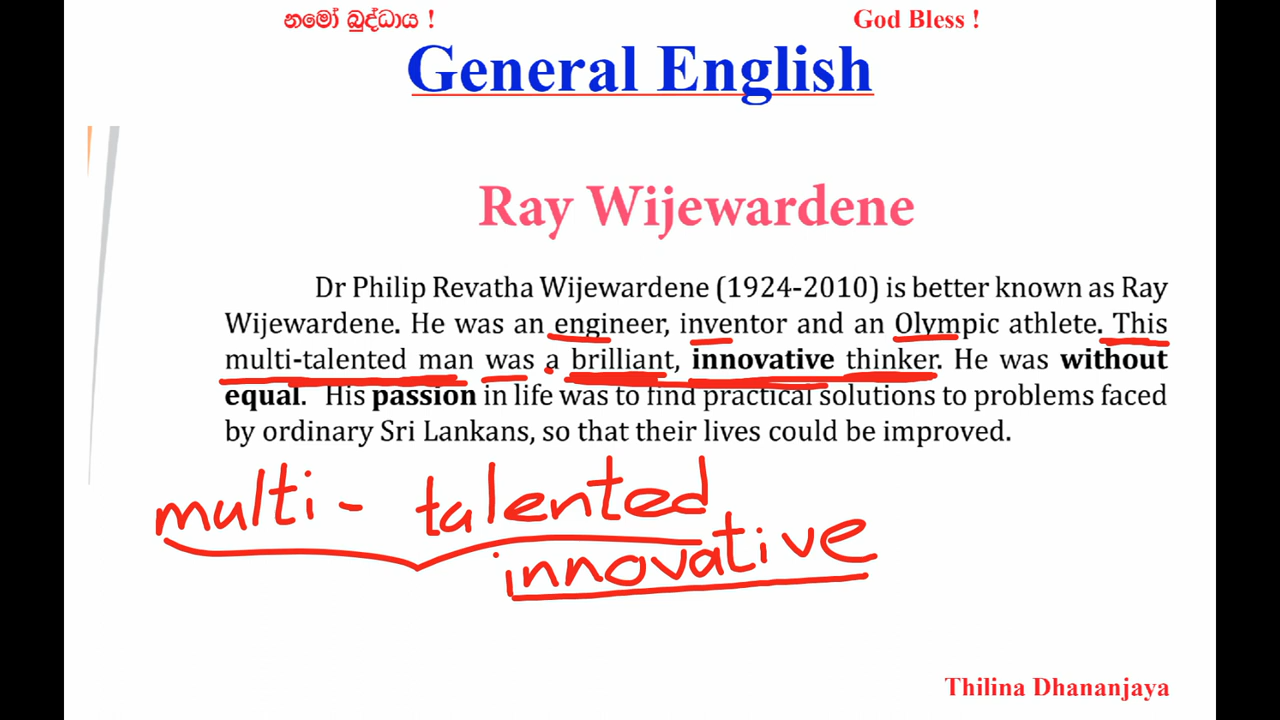 නමෝ බුද්ධාය !
God Bless !
General English
Ray Wijewardene
Dr Philip Revatha Wijewardene (1924-2010) is better known as Ray
Wijewardene. He was an engineer, inventor and an Olympic athlete. This
multi-talented man was a brilliant, innovative thinker. He was without
equal. His passion in life was to find practical solutions to problems faced
by ordinary Sri Lankans, so that their lives could be improved.
multi- talented
innovative
Thilina Dhananjaya